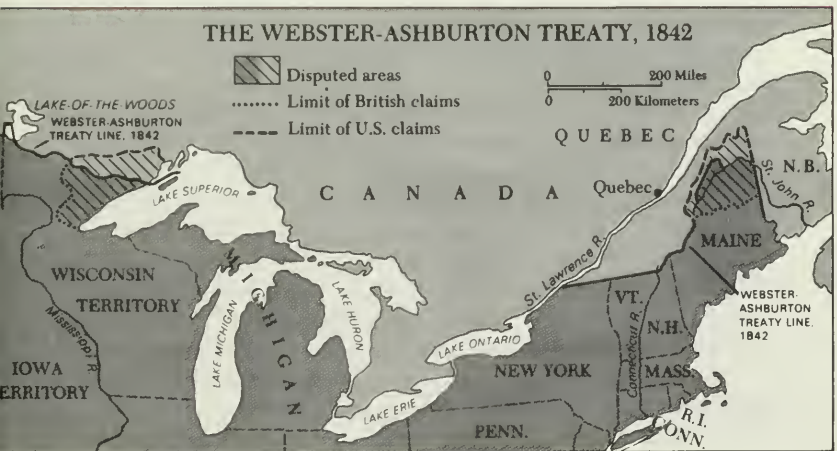 THE WEBSTER-ASHBURTON TREATY, 1842
Disputed areas
Limit of British claims
Limit of U.S. claims
0 200 Miles
0 200 Kilometers
LAKE-OF-THE-WOODS
WEBSTER-ASHBURTON
TREATY LINE, 1842
QUEBEC
CANADA
Quebec
N.B.
St. John R.
LAKE SUPERIOR
MAINE
St. Lawrence R.
WISCONSIN
TERRITORY
MICHIGAN
LAKE MICHIGAN
LAKE HURON
LAKE ONTARIO
LAKE ERIE
VT.
N.H.
Connecticut R.
WEBSTER-
ASHBURTON
TREATY LINE,
1842
Mississippi R.
IOWA
ERRITORY
NEW YORK
MASS.
R.I.
CONN.
PENN.